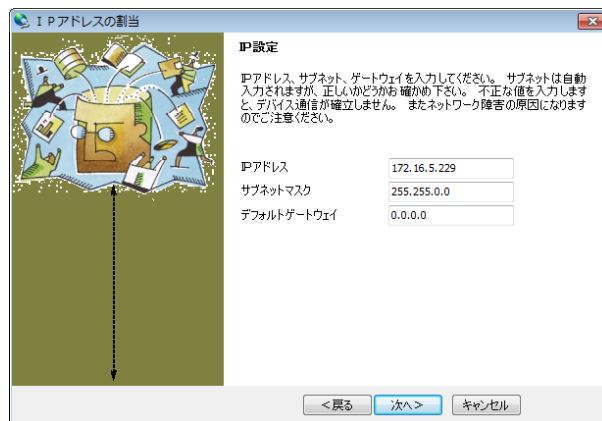 ＩＰアドレスの割当
IP設定
IPアドレス、サブネット、ゲートウェイを入力してください。 サブネットは自動
入力されますが、正しいかどうかお確かめ下さい。 不正な値を入力します
と、デバイス通信が確立しません。 またネットワーク障害の原因になります
のでご注意ください。
IPアドレス 172.16.5.229
サブネットマスク 255.255.0.0
デフォルトゲートウェイ 0.0.0.0
<戻る 次へ> キャンセル